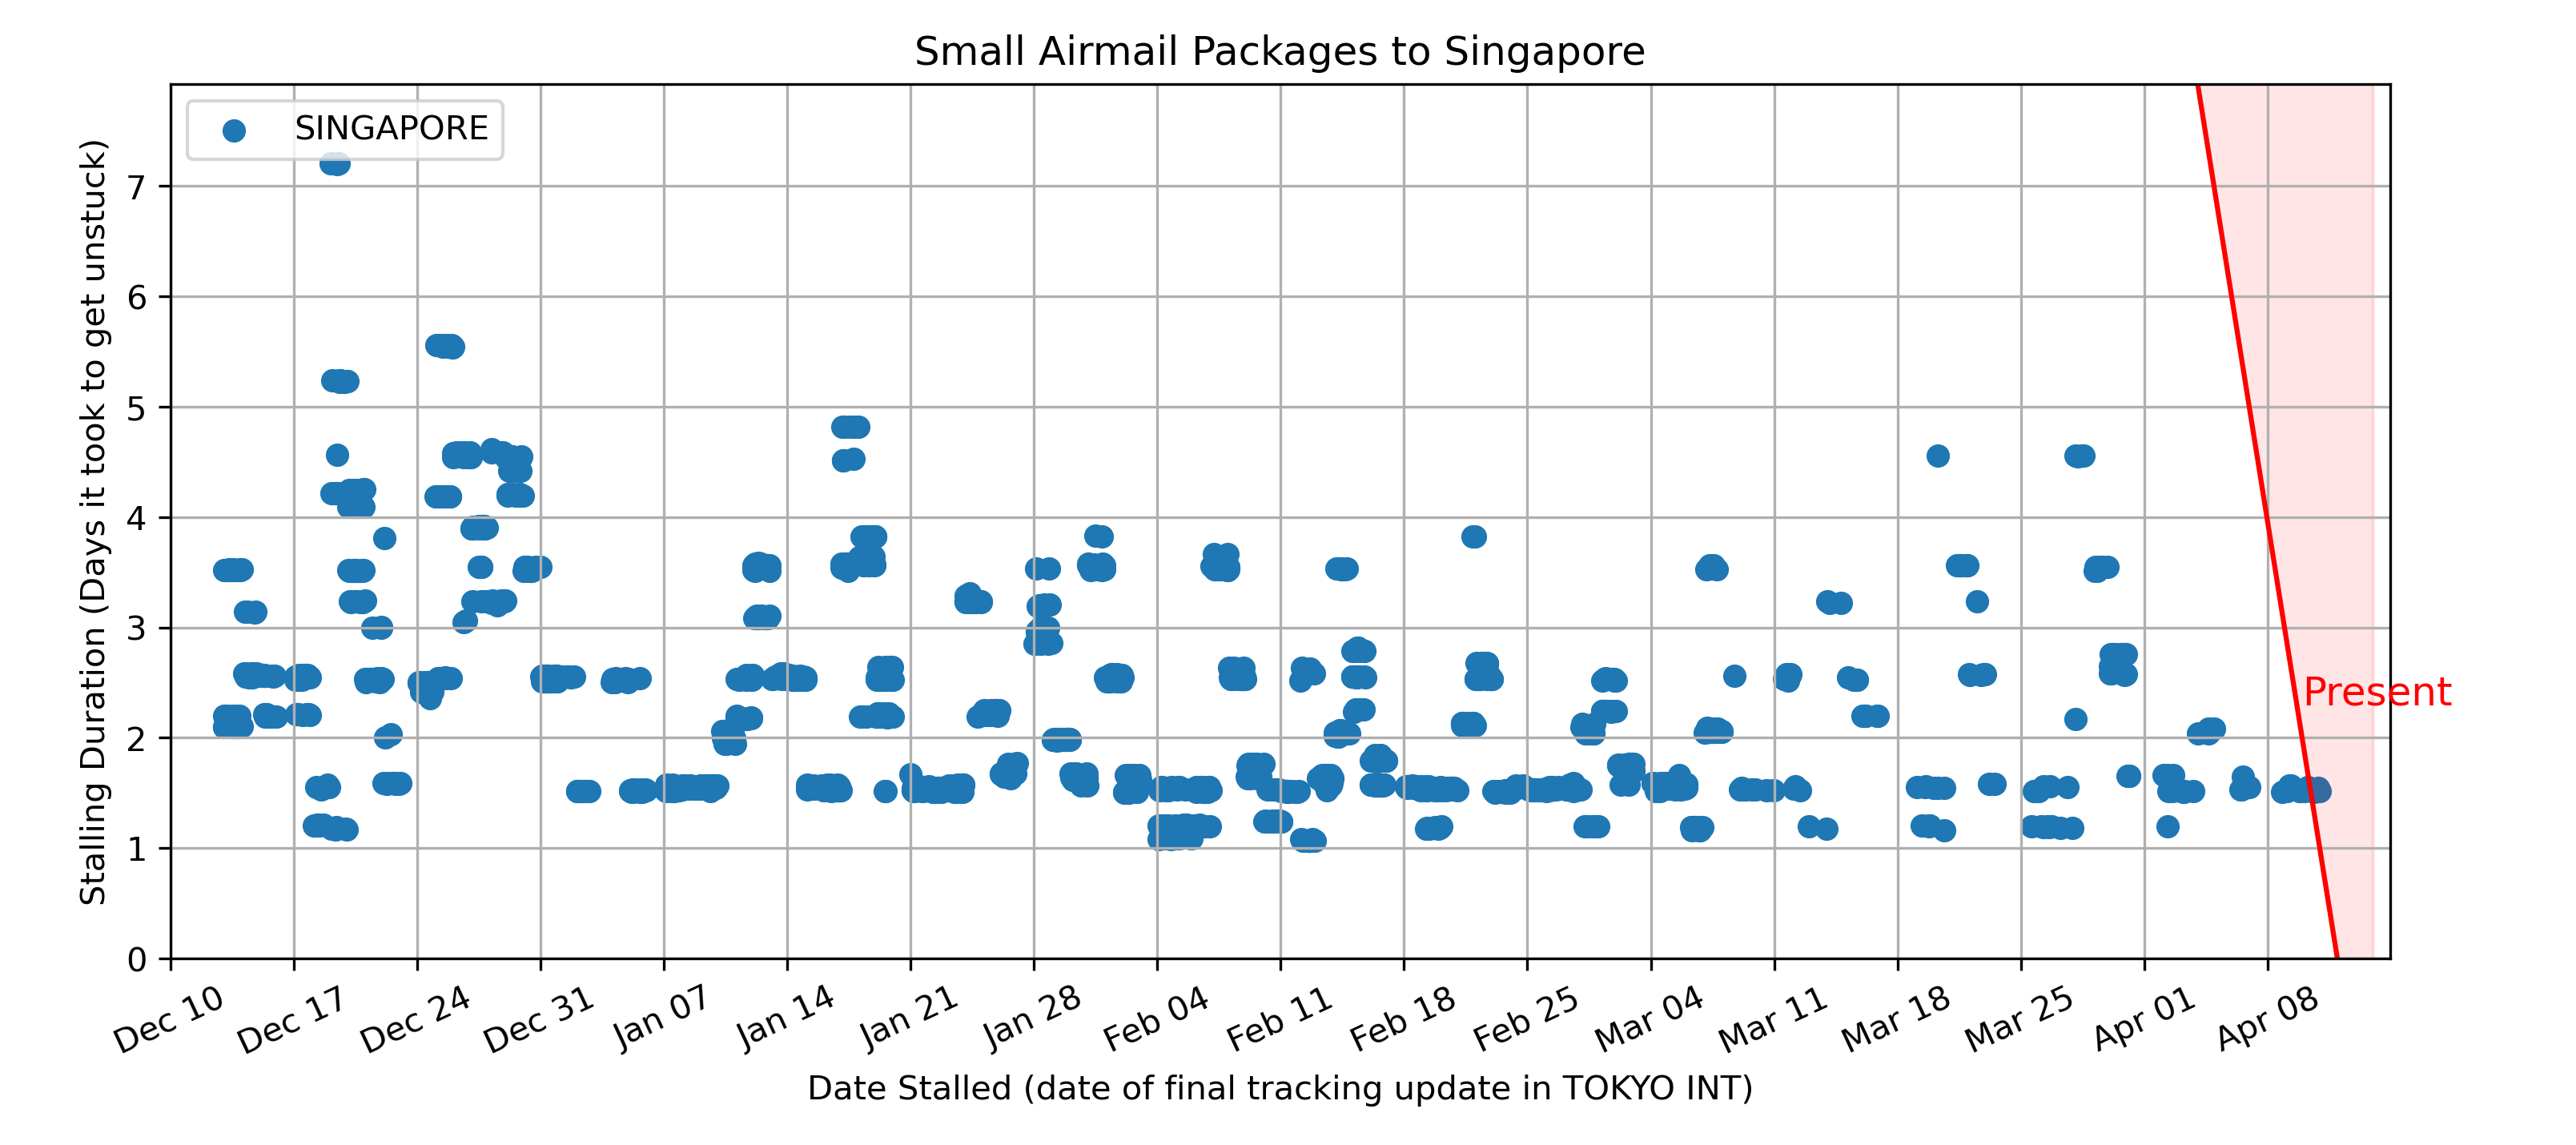 Small Airmail Packages to Singapore
SINGAPORE
Stalling Duration (Days it took to get unstuck)
7
6
5
4
3
2
1
0
Present
Dec 10
Dec 17
Dec 24
Dec 31
Jan 07
Jan 14
Jan 21
Jan 28
Feb 04
Feb 11
Feb 18
Feb 25
Mar 04
Mar 11
Mar 18
Mar 25
Apr 01
Apr 08
Date Stalled (date of final tracking update in TOKYO INT)